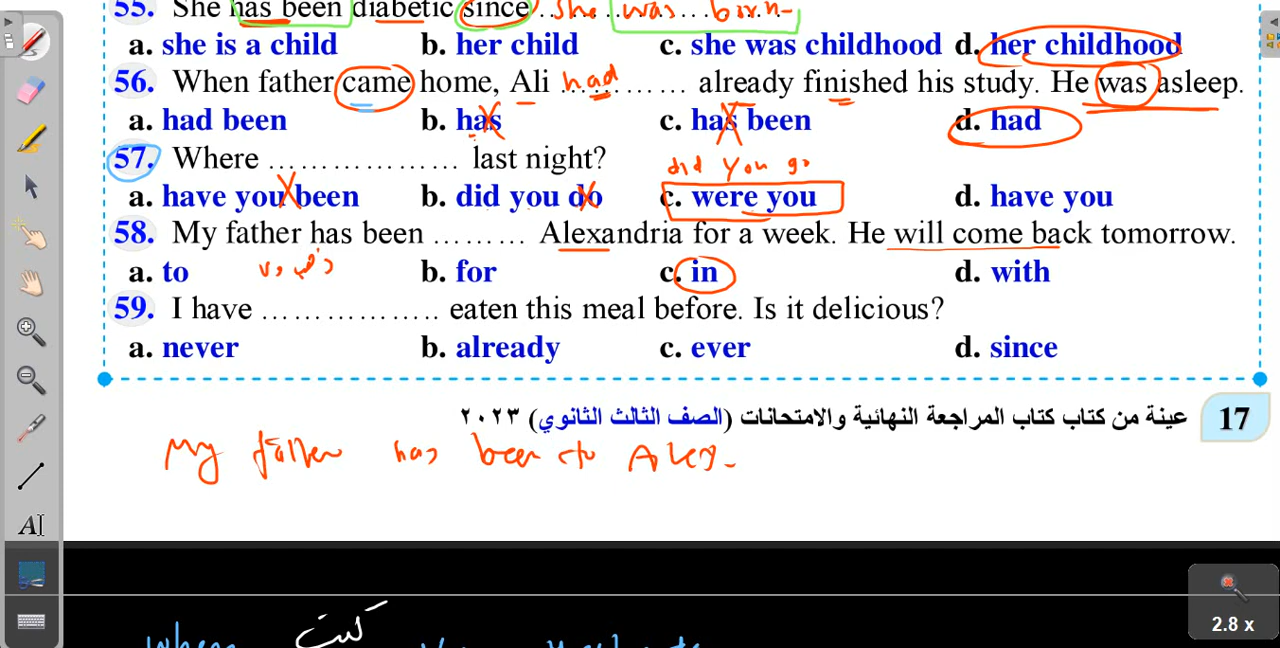 55. She has been diabetic since She was born
a. she is a child b. her child c. she was childhood d. her childhood
56. When father came home, Ali had ………… already finished his study. He was asleep.
a. had been b. has c. has been d. had
did you go
57. Where ……………… last night?
a. have you been b. did you do c. were you d. have you
58. My father has been ……… Alexandria for a week. He will come back tomorrow.
a. to b. for c. in d. with
59. I have …………….. eaten this meal before. Is it delicious?
a. never b. already c. ever d. since
عينة من كتاب كتاب المراجعة النهائية والامتحانات (الصف الثالث الثانوي) ٢٠٢٣ 17
My father has been to Alex.
AI
2.8 x
where كنت